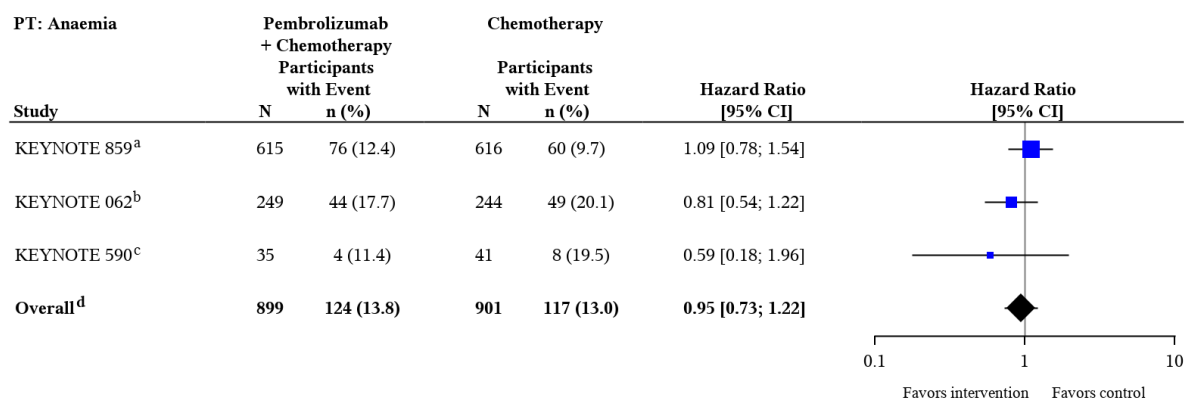 PT: Anaemia Pembrolizumab Chemotherapy
+ Chemotherapy
Participants Participants
with Event with Event Hazard Ratio Hazard Ratio
Study N n (%) N n (%) [95% CI] [95% CI]
KEYNOTE 859a 615 76 (12.4) 616 60 (9.7) 1.09 [0.78; 1.54]
KEYNOTE 062b 249 44 (17.7) 244 49 (20.1) 0.81 [0.54; 1.22]
KEYNOTE 590c 35 4 (11.4) 41 8 (19.5) 0.59 [0.18; 1.96]
Overalld 899 124 (13.8) 901 117 (13.0) 0.95 [0.73; 1.22]
0.1 1 10
Favors intervention Favors control